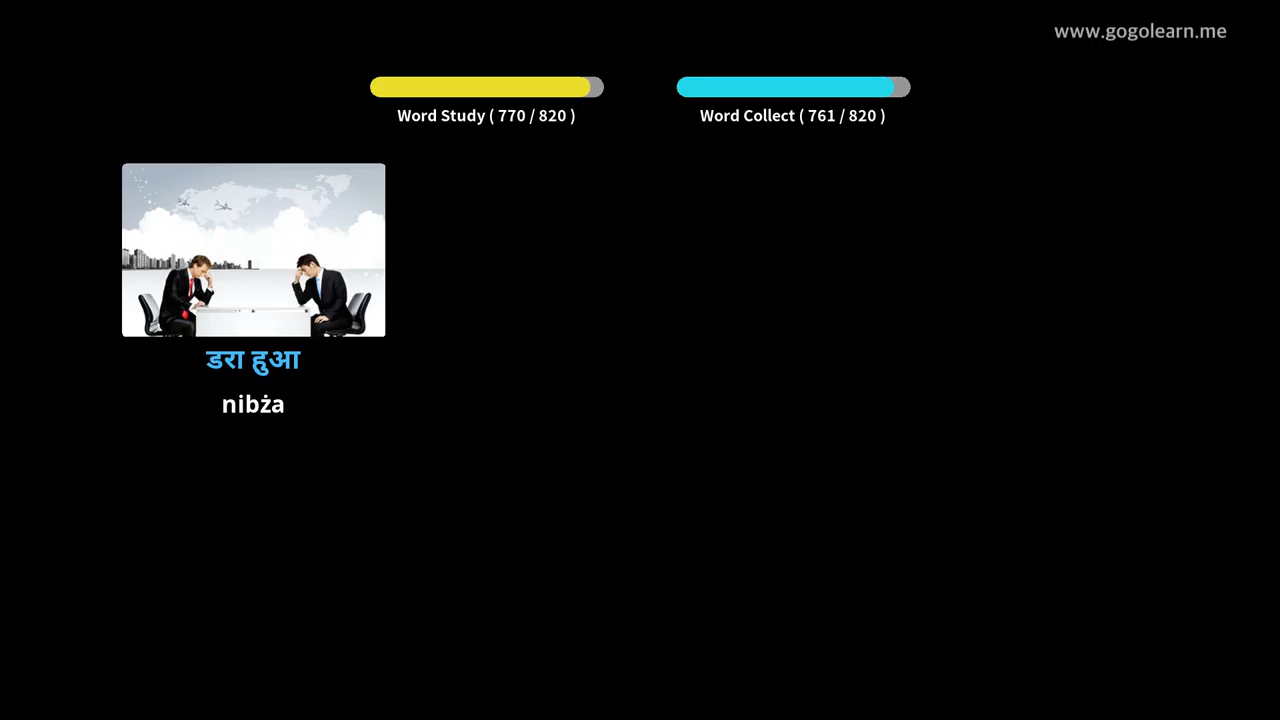 www.gogolearn.me
Word Study ( 770 / 820 )
Word Collect ( 761 / 820 )
डरा हुआ
nibża